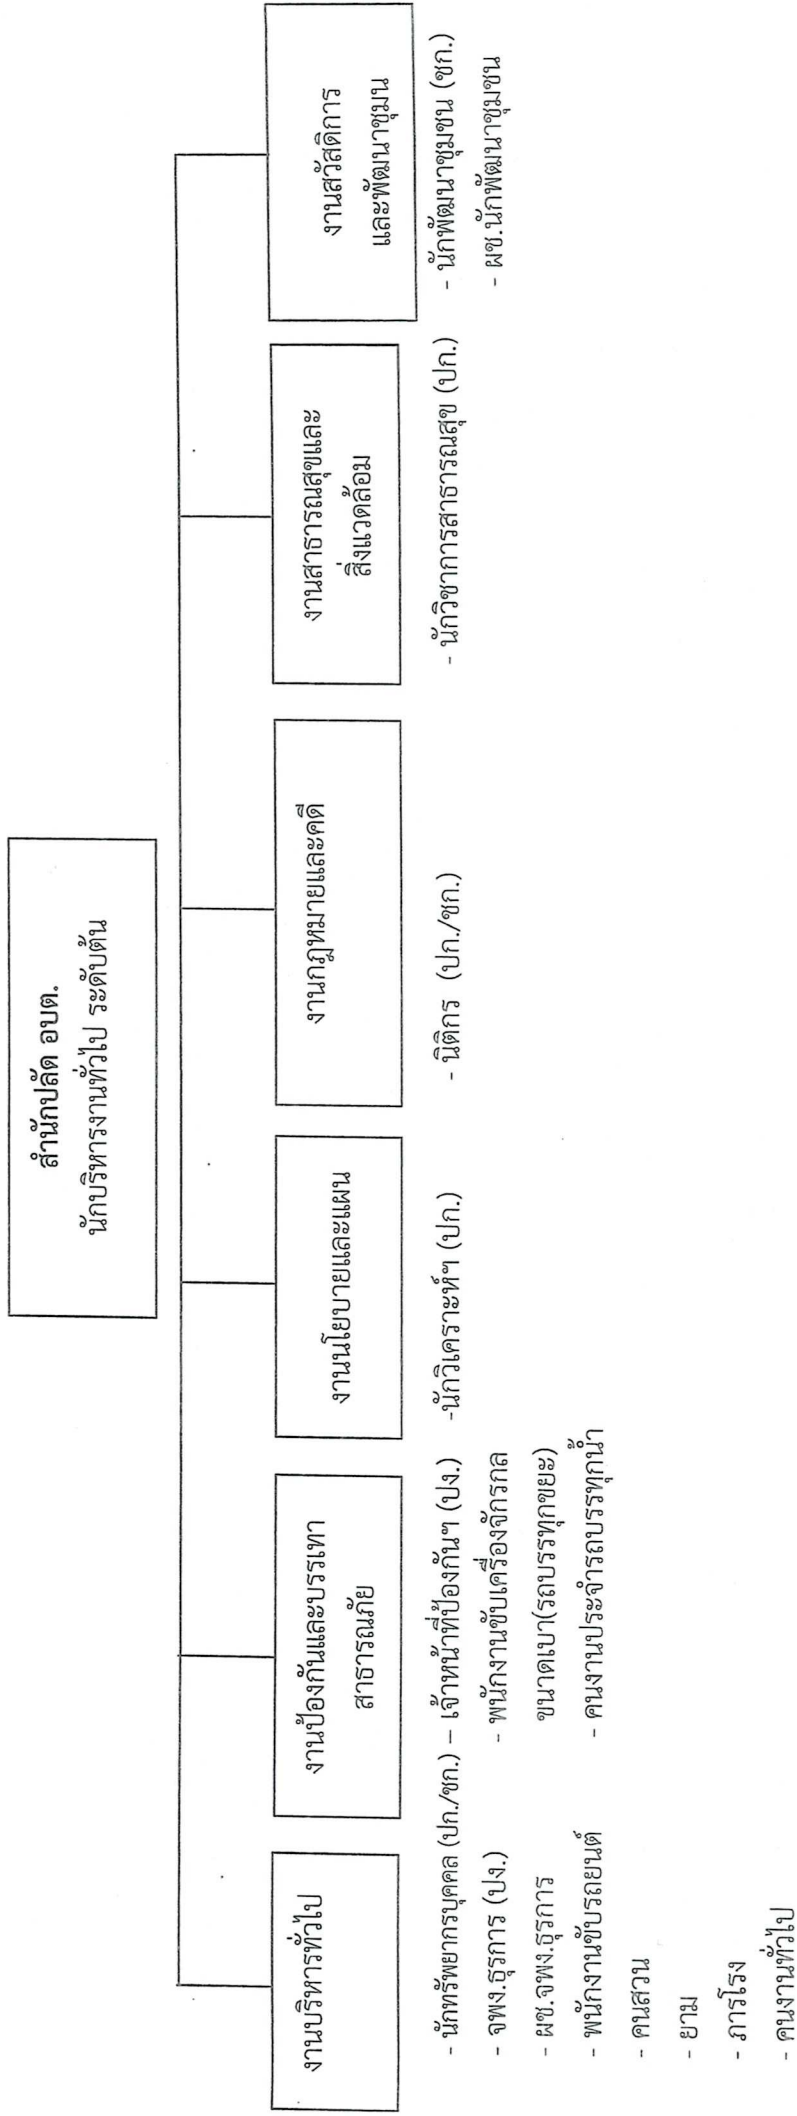 สำนักปลัด อบต.
นักบริหารงานทั่วไป ระดับต้น
งานบริหารทั่วไป
- นักทรัพยากรบุคคล (ปก./ชก.)
- จพง.ธุรการ (ปง.)
- ผช.จพง.ธุรการ
- พนักงานขับรถยนต์
- คนสวน
- ยาม
- ภารโรง
- คนงานทั่วไป
งานป้องกันและบรรเทา
สาธารณภัย
– เจ้าหน้าที่ป้องกันฯ (ปง.)
- พนักงานขับเครื่องจักรกล
ขนาดเบา(รถบรรทุกขยะ)
- คนงานประจำรถบรรทุกน้ำ
งานนโยบายและแผน
-นักวิเคราะห์ฯ (ปก.)
งานกฎหมายและคดี
- นิติกร (ปก./ชก.)
งานสาธารณสุขและ
สิ่งแวดล้อม
- นักวิชาการสาธารณสุข (ปก.)
งานสวัสดิการ
และพัฒนาชุมน
- นักพัฒนาชุมชน (ชก.)
- ผช.นักพัฒนาชุมชน